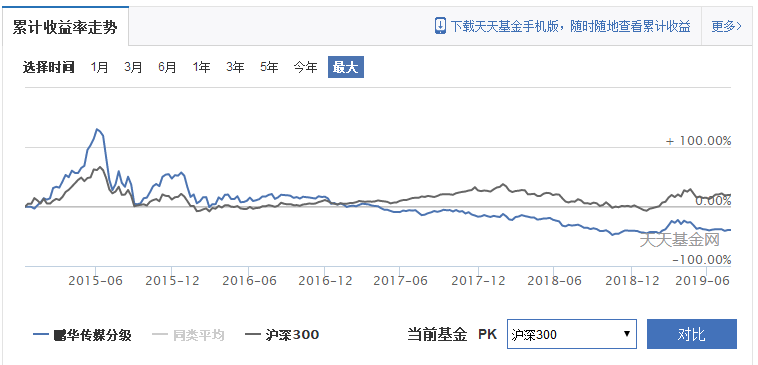 累计收益率走势
下载天天基金手机版，随时随地查看累计收益
更多>
选择时间 1月 3月 6月 1年 3年 5年 今年 最大
+ 100.00%
0.00%
天天基金网
-100.00%
2015-06 2015-12 2016-06 2016-12 2017-06 2017-12 2018-06 2018-12 2019-06
鹏华传媒分级 同类平均 沪深300 当前基金 PK 沪深300 对比